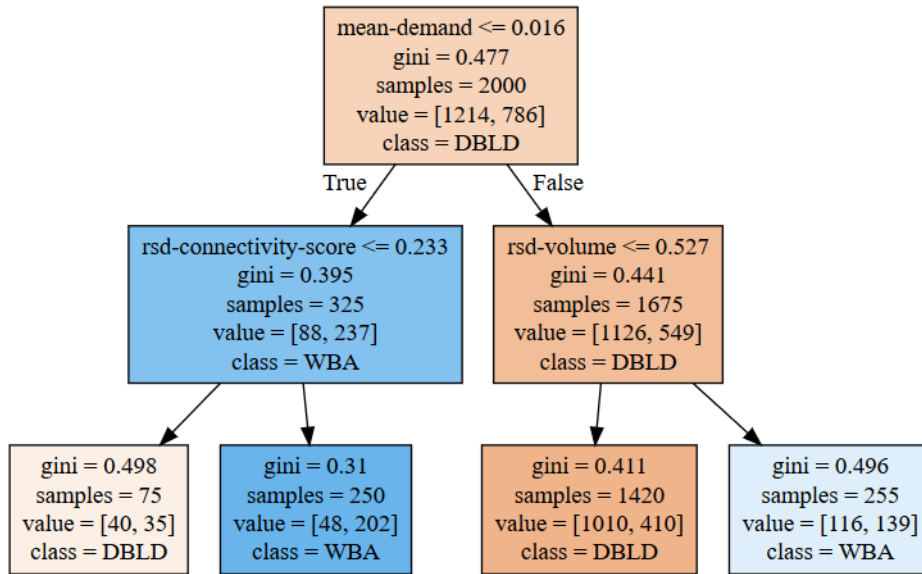 mean-demand <= 0.016
gini = 0.477
samples = 2000
value = [1214, 786]
class = DBLD
True
False
rsd-connectivity-score <= 0.233
gini = 0.395
samples = 325
value = [88, 237]
class = WBA
rsd-volume <= 0.527
gini = 0.441
samples = 1675
value = [1126, 549]
class = DBLD
gini = 0.498
samples = 75
value = [40, 35]
class = DBLD
gini = 0.31
samples = 250
value = [48, 202]
class = WBA
gini = 0.411
samples = 1420
value = [1010, 410]
class = DBLD
gini = 0.496
samples = 255
value = [116, 139]
class = WBA